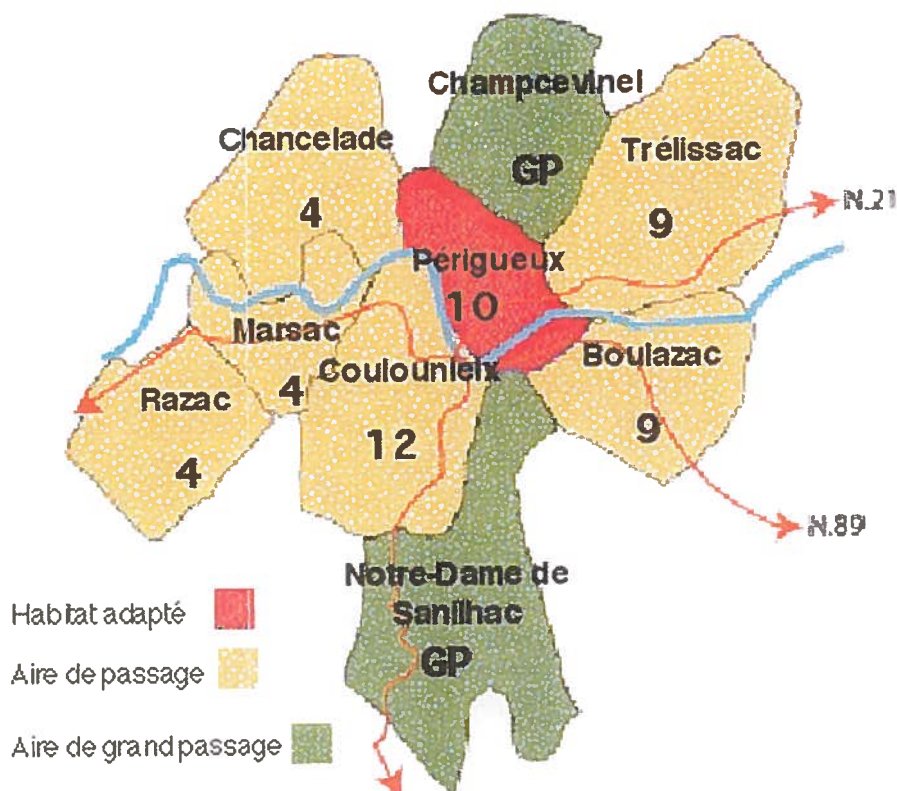 Champcevinel
GP
Chancelade
4
Trélissac
9
N.21
Périgueux
10
Marsac
4
Coulounieix
12
Boulazac
9
Razac
4
N.89
Notre-Dame de
Sanilhac
GP
Habitat adapté
Aire de passage
Aire de grand passage